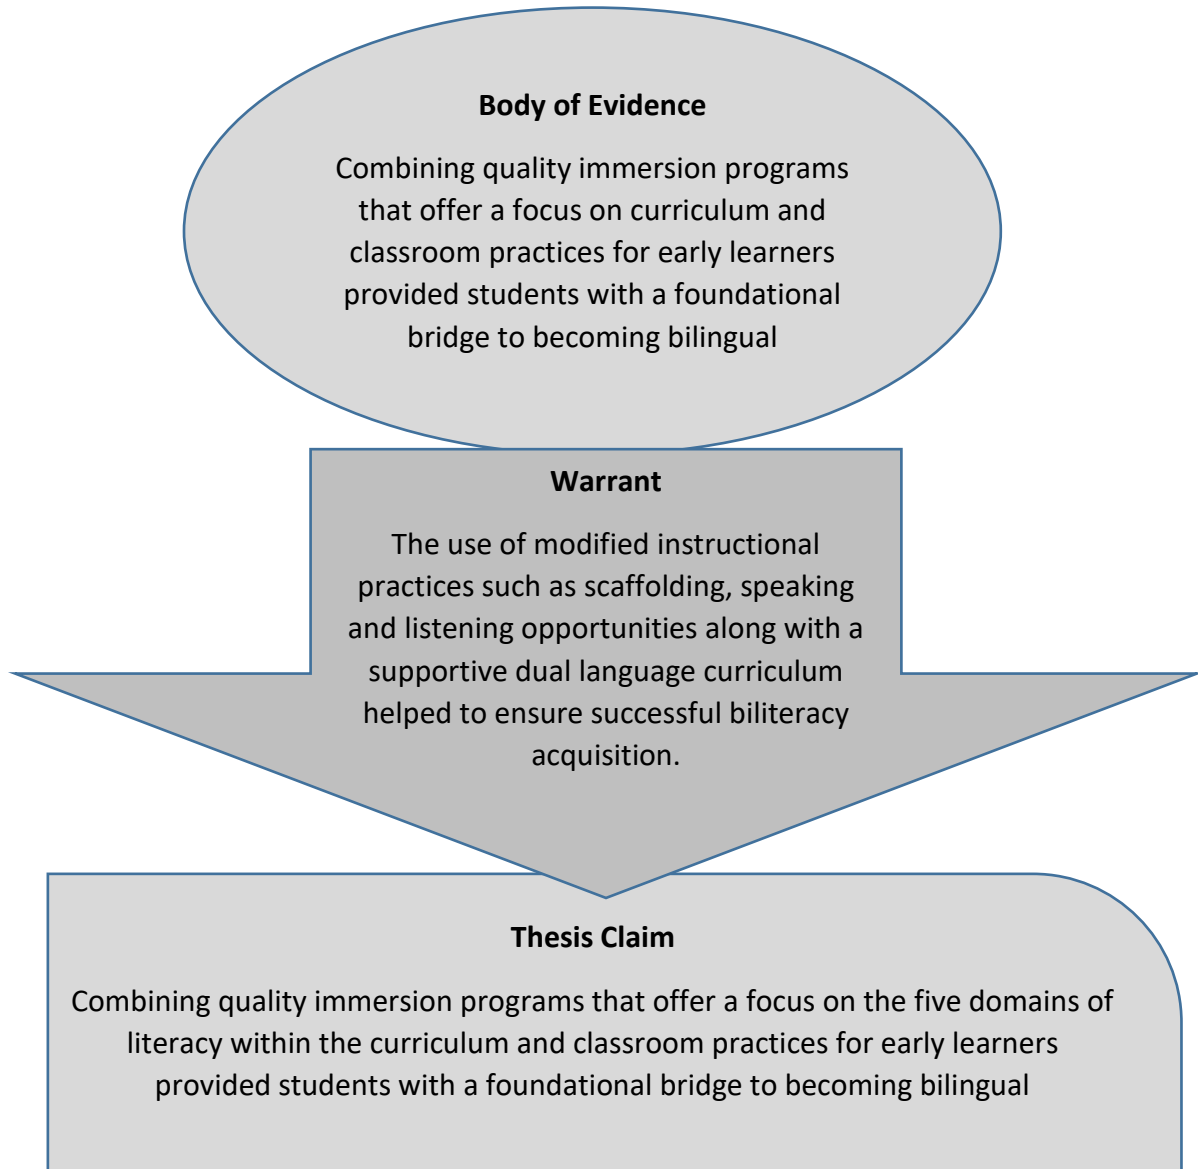 Body of Evidence
Combining quality immersion programs
that offer a focus on curriculum and
classroom practices for early learners
provided students with a foundational
bridge to becoming bilingual
Warrant
The use of modified instructional
practices such as scaffolding, speaking
and listening opportunities along with a
supportive dual language curriculum
helped to ensure successful biliteracy
acquisition.
Thesis Claim
Combining quality immersion programs that offer a focus on the five domains of
literacy within the curriculum and classroom practices for early learners
provided students with a foundational bridge to becoming bilingual